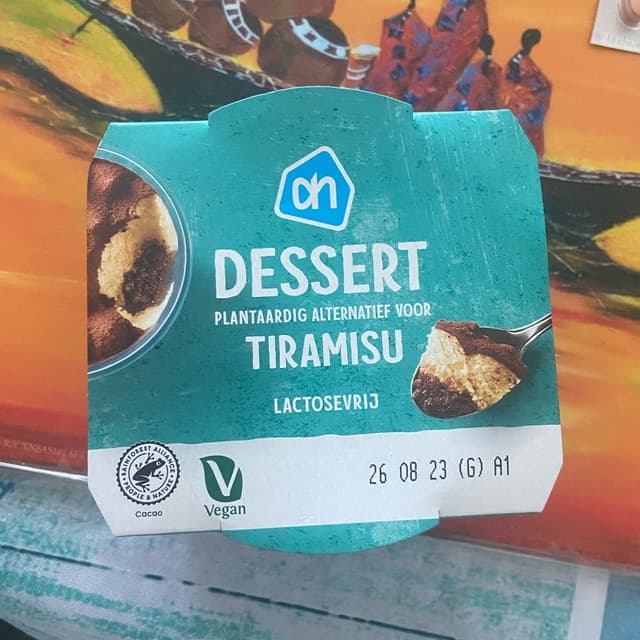 ah
DESSERT
PLANTAARDIG ALTERNATIEF VOOR
TIRAMISU
LACTOSEVRIJ
RAINFOREST ALLIANCE
PEOPLE & NATURE
Cacao
V
Vegan
26 08 23 (G) A1